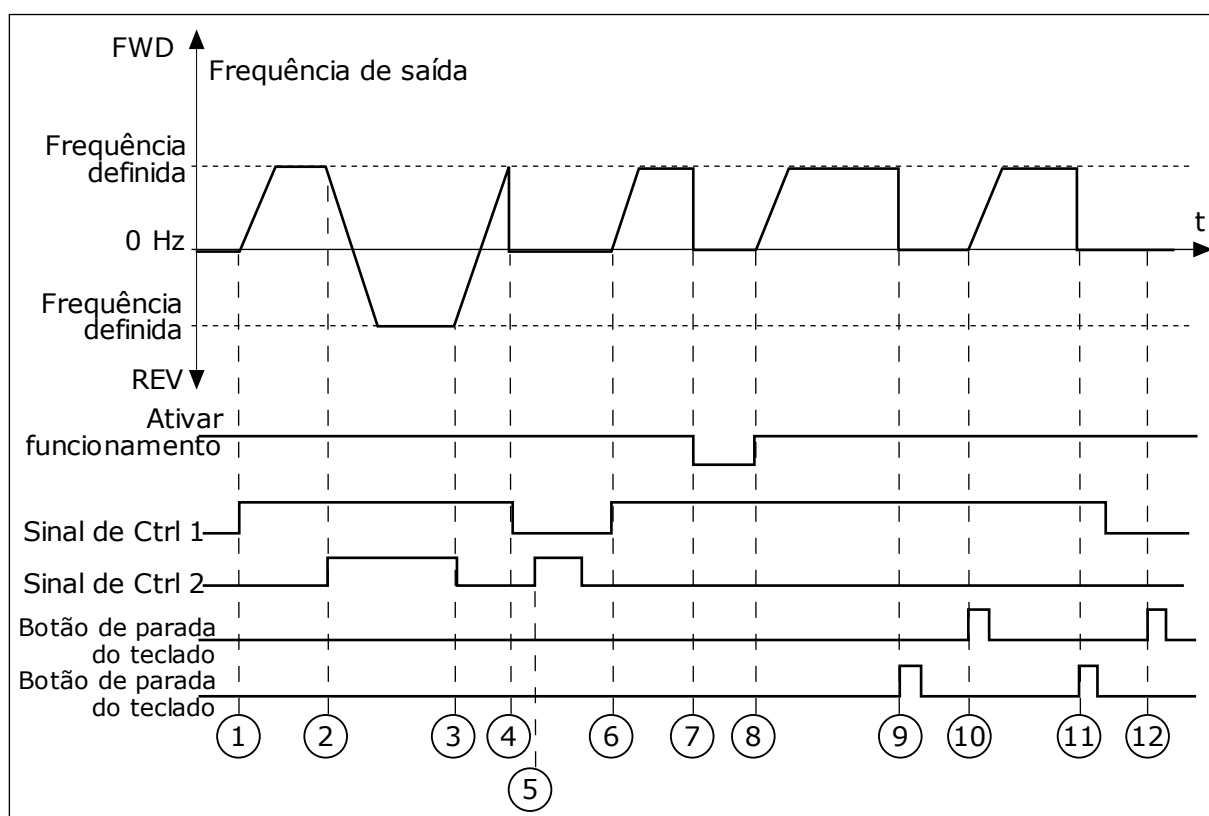 FWD
Frequência de saída
Frequência
definida
0 Hz
t
Frequência
definida
REV
Ativar
funcionamento
Sinal de Ctrl 1
Sinal de Ctrl 2
Botão de parada
do teclado
Botão de parada
do teclado
1 2 3 4 6 7 8 9 10 11 12
5